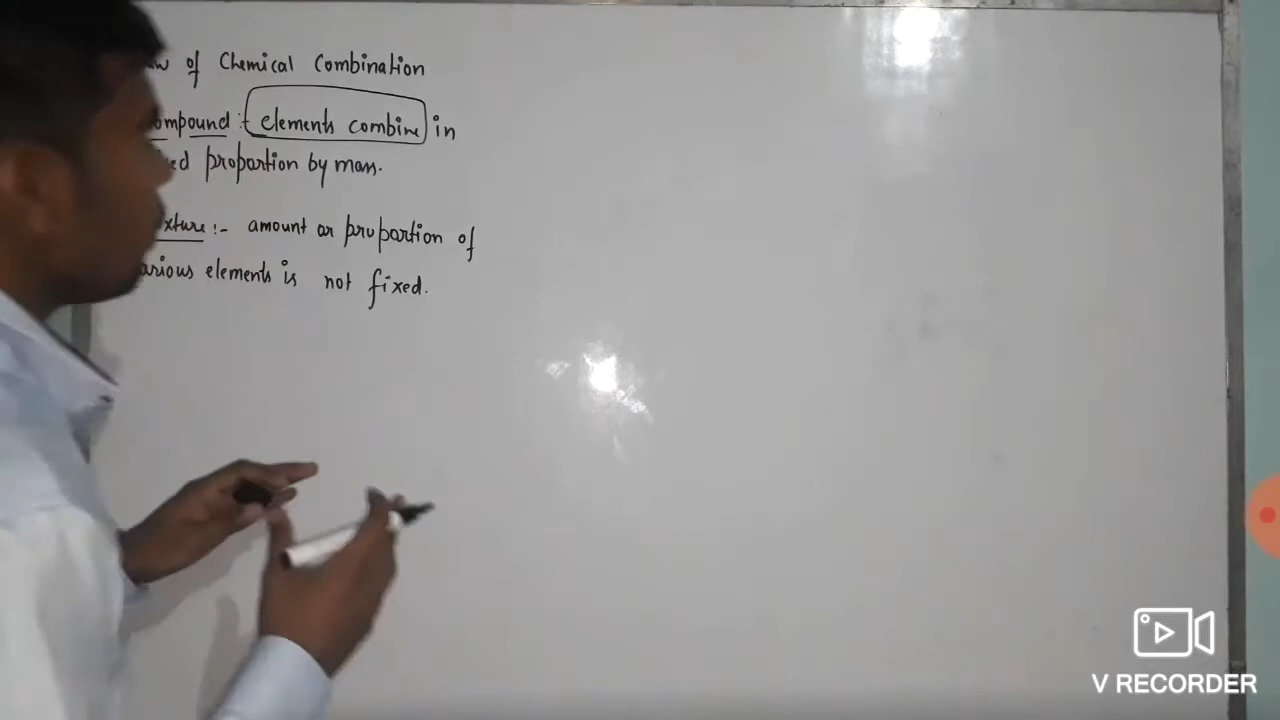 of Chemical Combination
ompound :- elements combine in
ed proportion by mass.
xture :- amount or proportion of
arious elements is not fixed.
V RECORDER